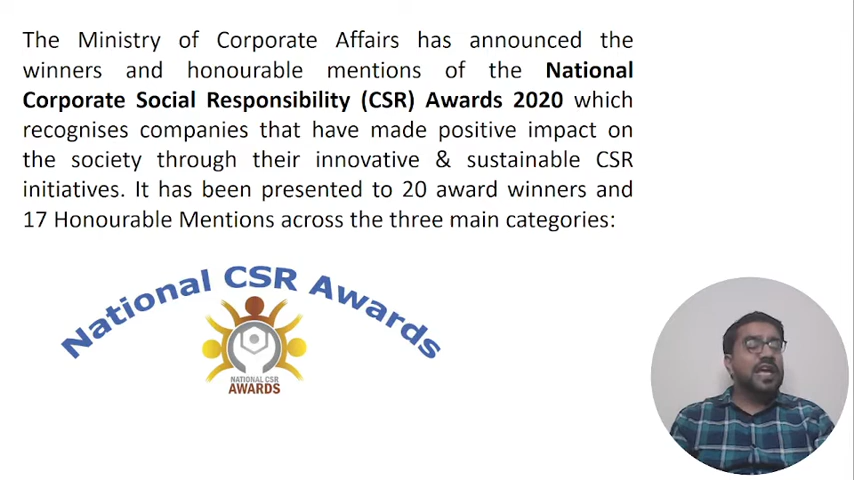 The Ministry of Corporate Affairs has announced the
winners and honourable mentions of the National
Corporate Social Responsibility (CSR) Awards 2020 which
recognises companies that have made positive impact on
the society through their innovative & sustainable CSR
initiatives. It has been presented to 20 award winners and
17 Honourable Mentions across the three main categories:
National CSR Awards
NATIONAL CSR
AWARDS